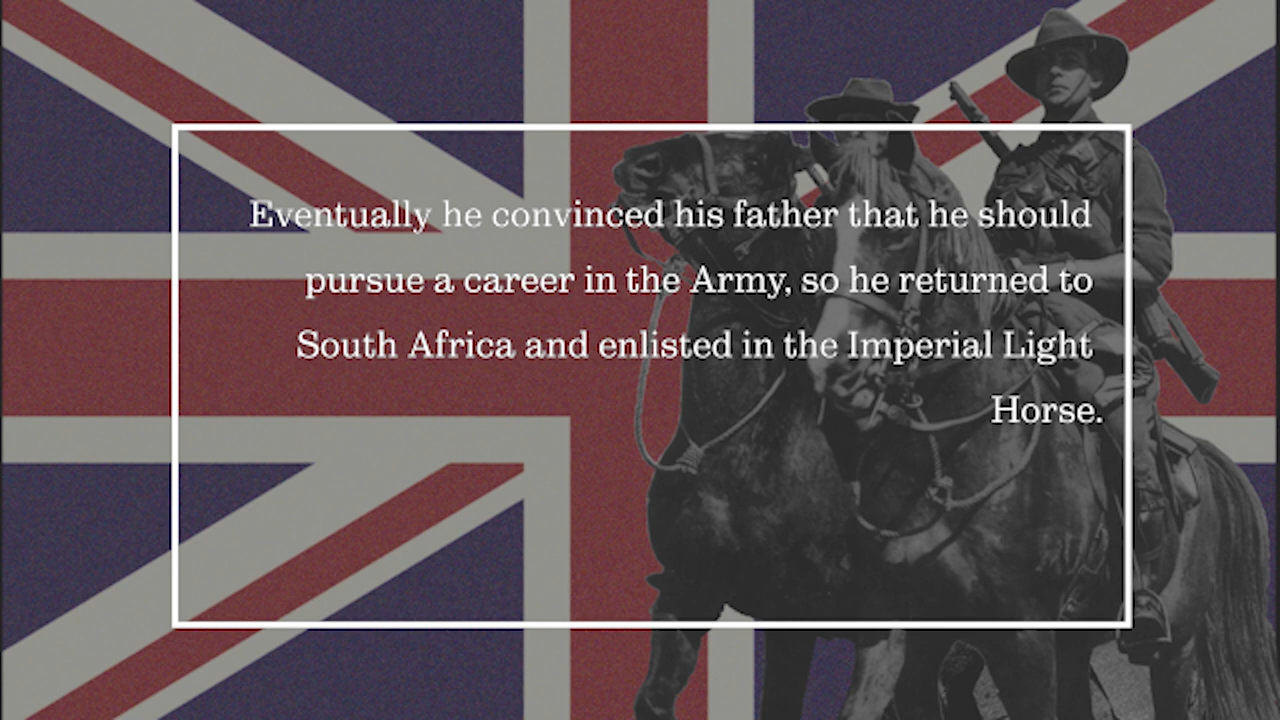 Eventually he convinced his father that he should
pursue a career in the Army, so he returned to
South Africa and enlisted in the Imperial Light
Horse.